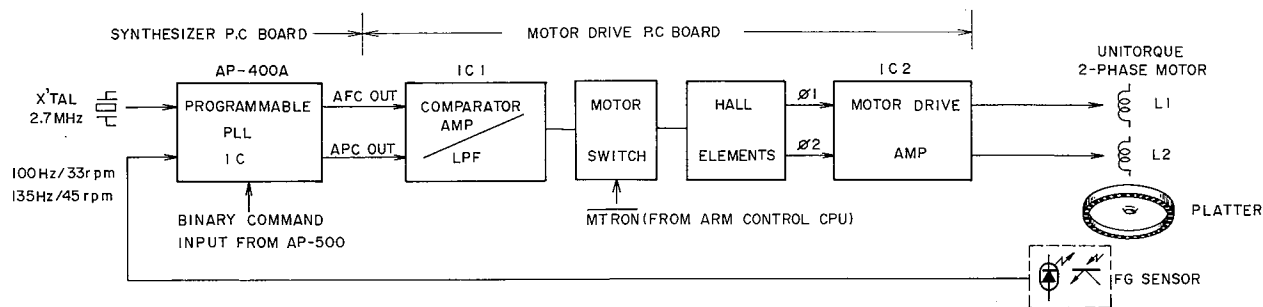 SYNTHESIZER P.C BOARD
MOTOR DRIVE P.C BOARD
AP-400A
IC1
IC2
UNITORQUE
2-PHASE MOTOR
X'TAL
2.7MHz
PROGRAMMABLE
PLL
IC
AFC OUT
APC OUT
COMPARATOR
AMP
LPF
MOTOR
SWITCH
HALL
ELEMENTS
Ø1
Ø2
MOTOR DRIVE
AMP
L1
L2
100Hz/33rpm
135Hz/45rpm
BINARY COMMAND
INPUT FROM AP-500
MTRON (FROM ARM CONTROL CPU)
PLATTER
FG SENSOR